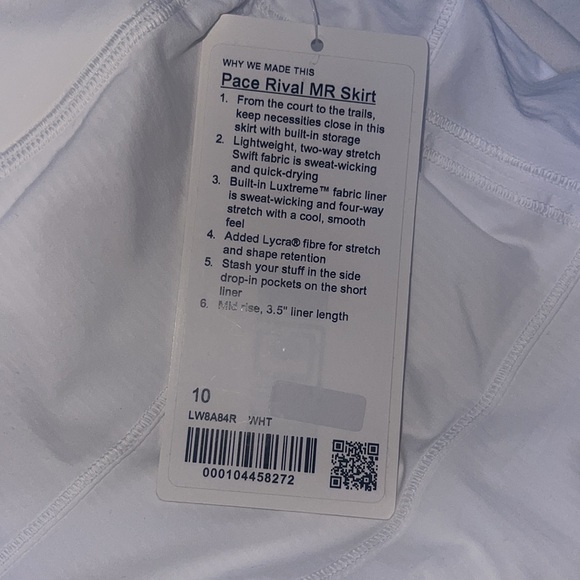 WHY WE MADE THIS
Pace Rival MR Skirt
1. From the court to the trails,
keep necessities close in this
skirt with built-in storage
2. Lightweight, two-way stretch
Swift fabric is sweat-wicking
and quick-drying
3. Built-in Luxtreme™ fabric liner
is sweat-wicking and four-way
stretch with a cool, smooth
feel
4. Added Lycra® fibre for stretch
and shape retention
5. Stash your stuff in the side
drop-in pockets on the short
liner
6. Mid rise, 3.5" liner length
10
LW8A84R WHT
000104458272